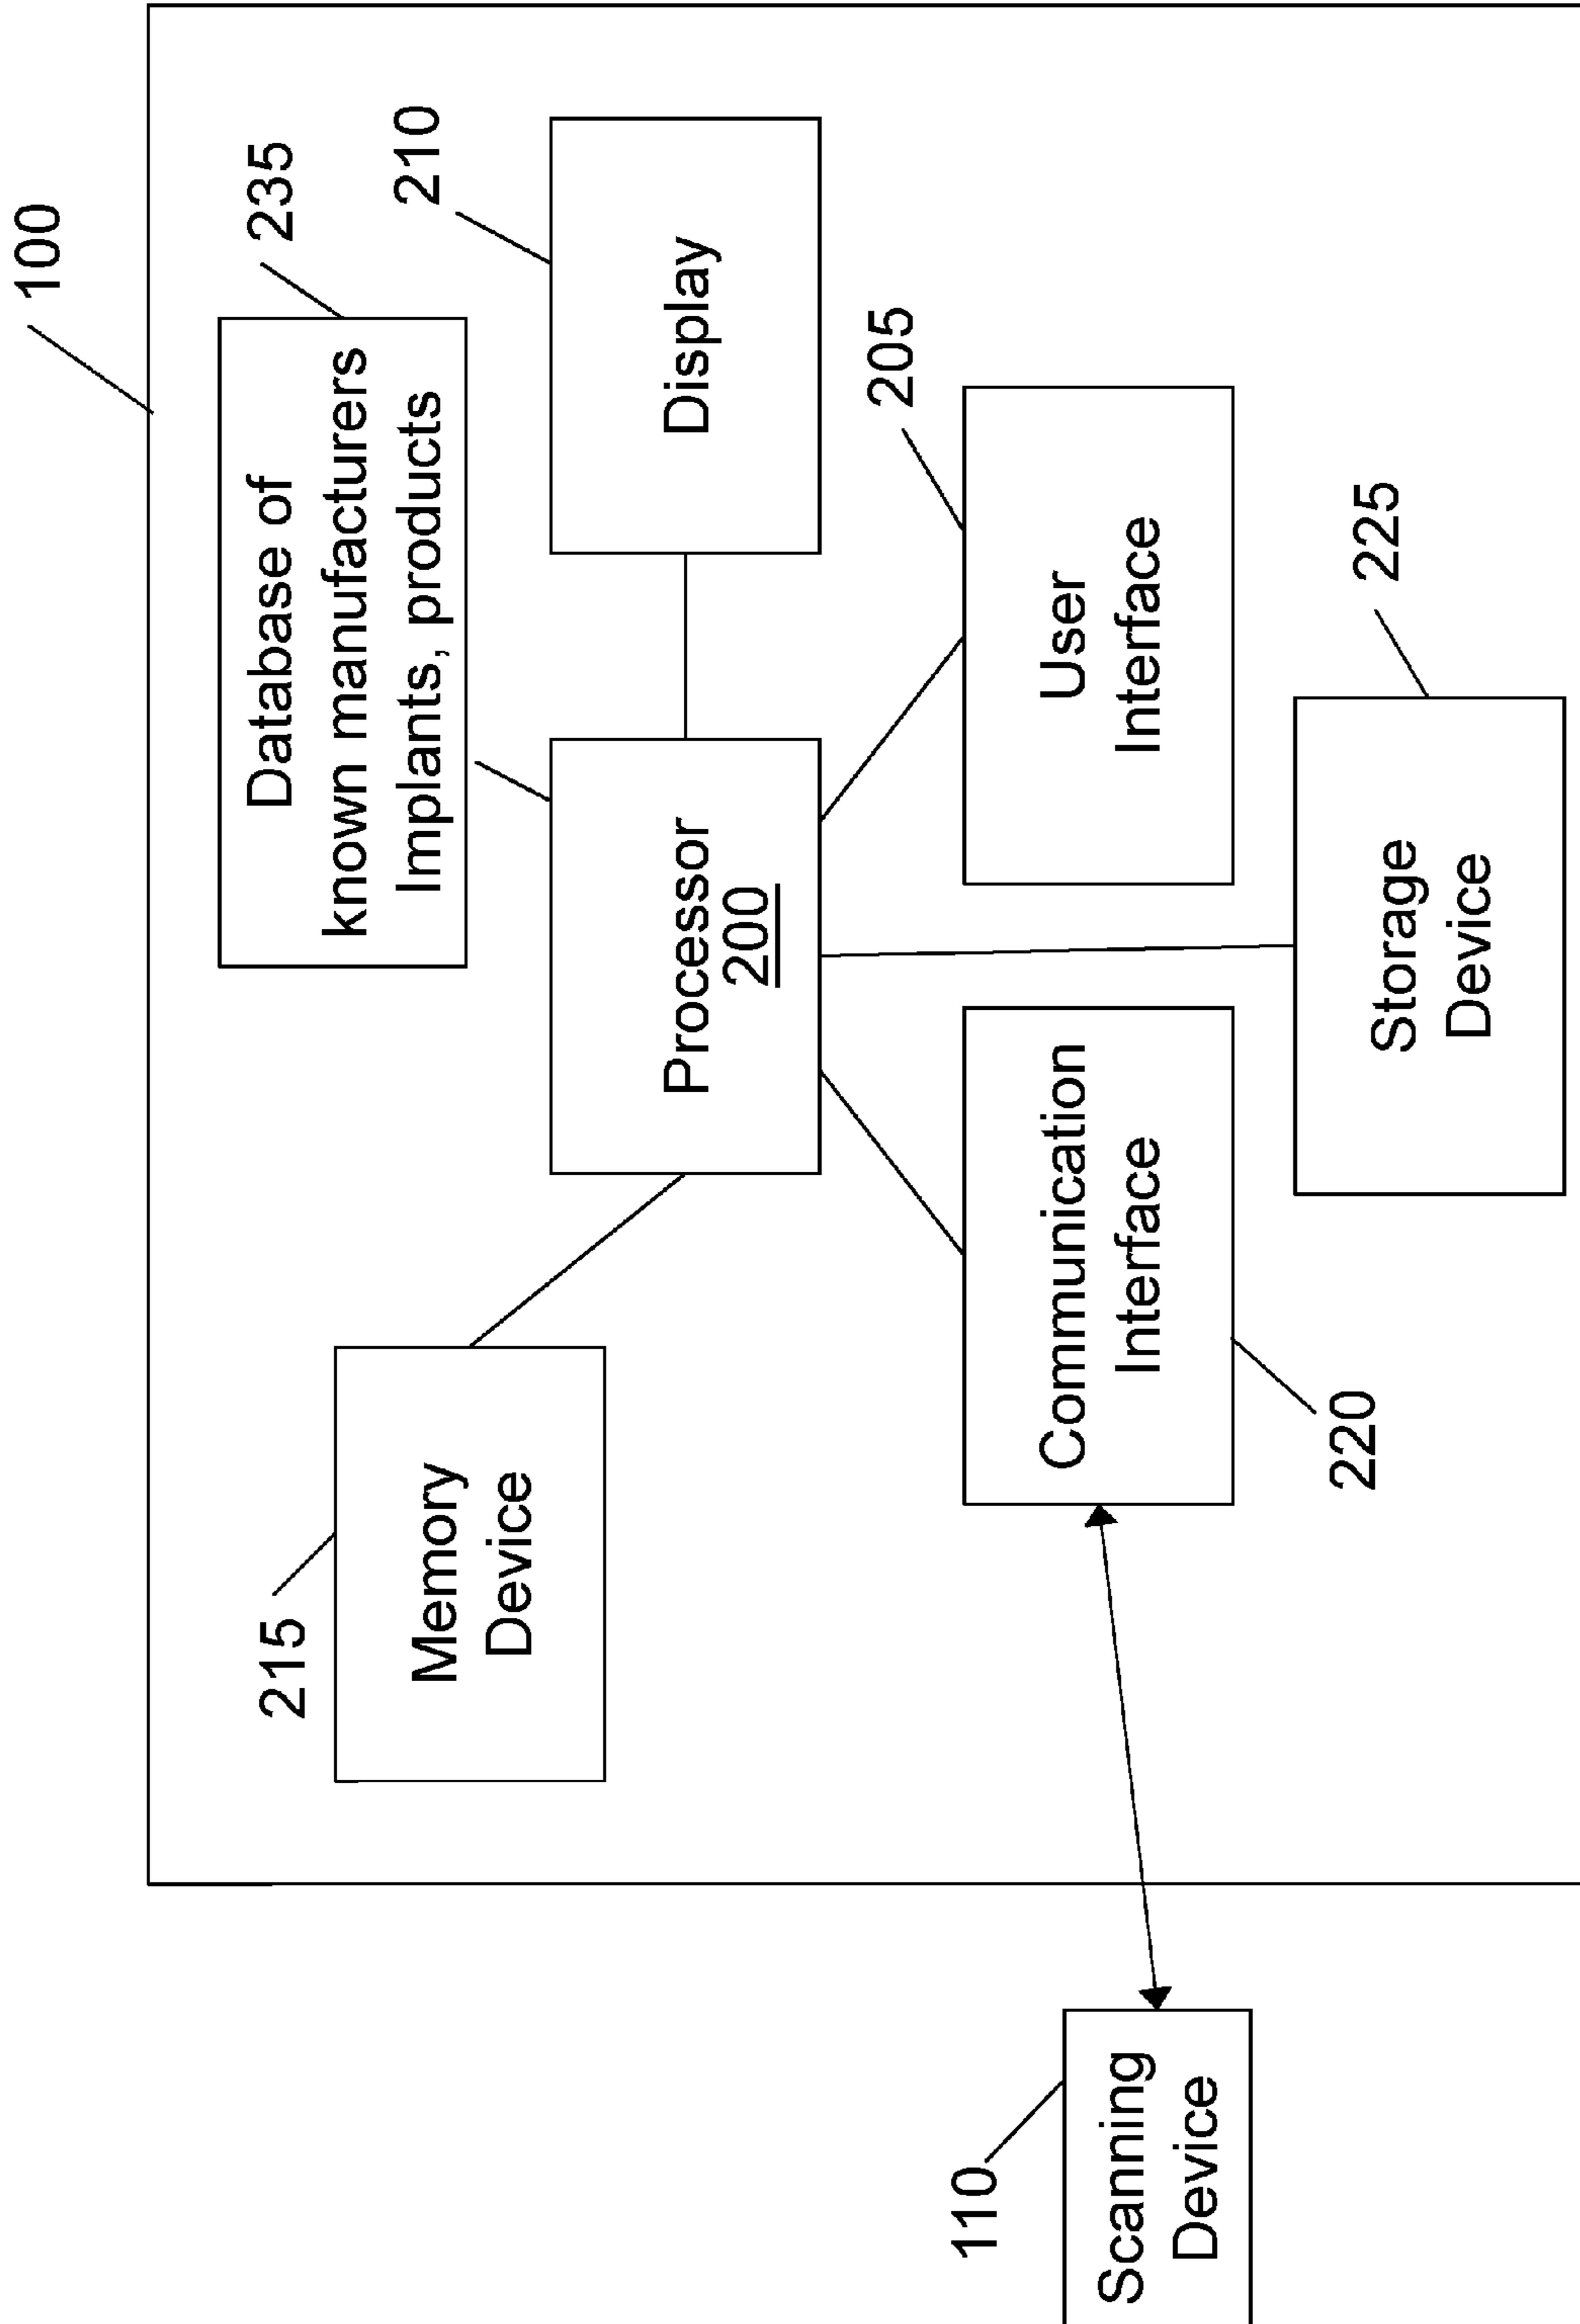 100
235
Database of
known manufacturers
Implants, products
210
215
Memory
Device
Processor
200
Display
205
110
Scanning
Device
Communication
Interface
User
Interface
220
Storage
Device
225